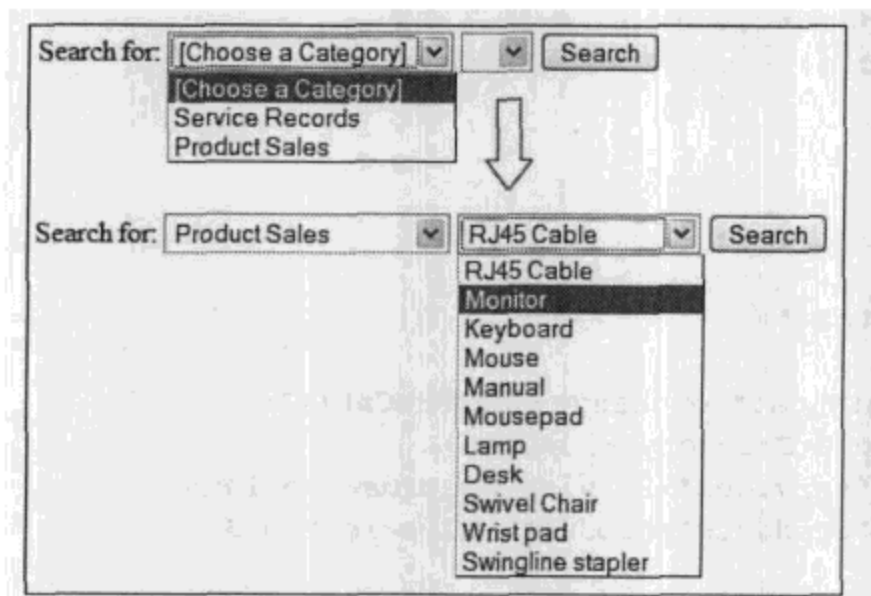 Search for: [Choose a Category] Search
[Choose a Category]
Service Records
Product Sales
Search for: Product Sales RJ45 Cable Search
RJ45 Cable
Monitor
Keyboard
Mouse
Manual
Mousepad
Lamp
Desk
Swivel Chair
Wrist pad
Swingline stapler